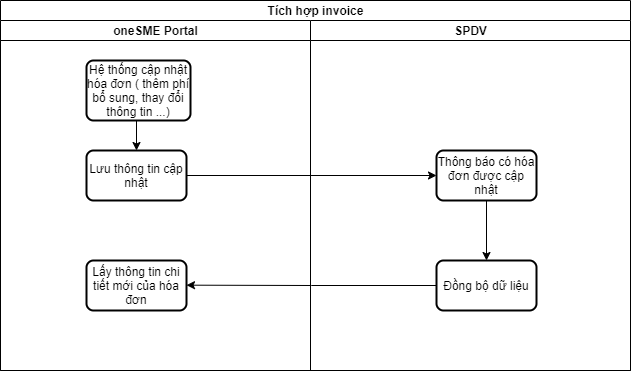 Tích hợp invoice
oneSME Portal
SPDV
Hệ thống cập nhật
hóa đơn ( thêm phí
bổ sung, thay đổi
thông tin ...)
Lưu thông tin cập
nhật
Thông báo có hóa
đơn được cập
nhật
Lấy thông tin chi
tiết mới của hóa
đơn
Đồng bộ dữ liệu